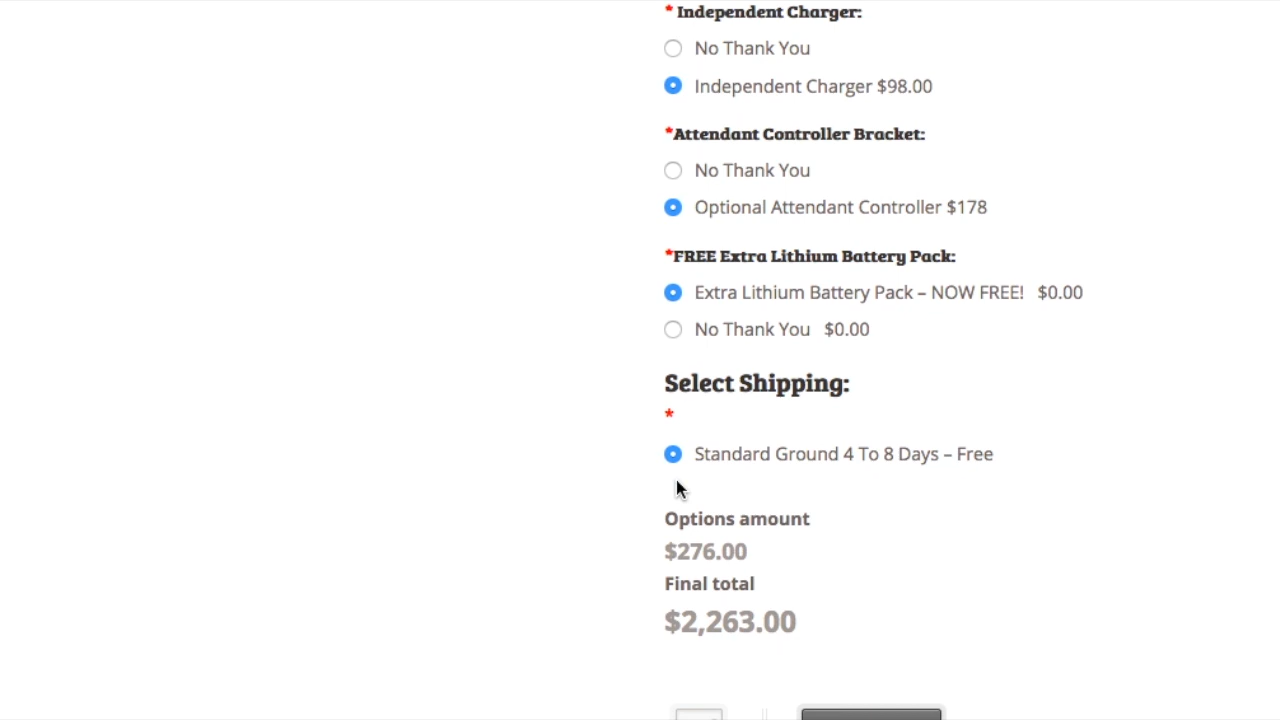 * Independent Charger:
No Thank You
Independent Charger $98.00
*Attendant Controller Bracket:
No Thank You
Optional Attendant Controller $178
*FREE Extra Lithium Battery Pack:
Extra Lithium Battery Pack – NOW FREE! $0.00
No Thank You $0.00
Select Shipping:
*
Standard Ground 4 To 8 Days – Free
Options amount
$276.00
Final total
$2,263.00